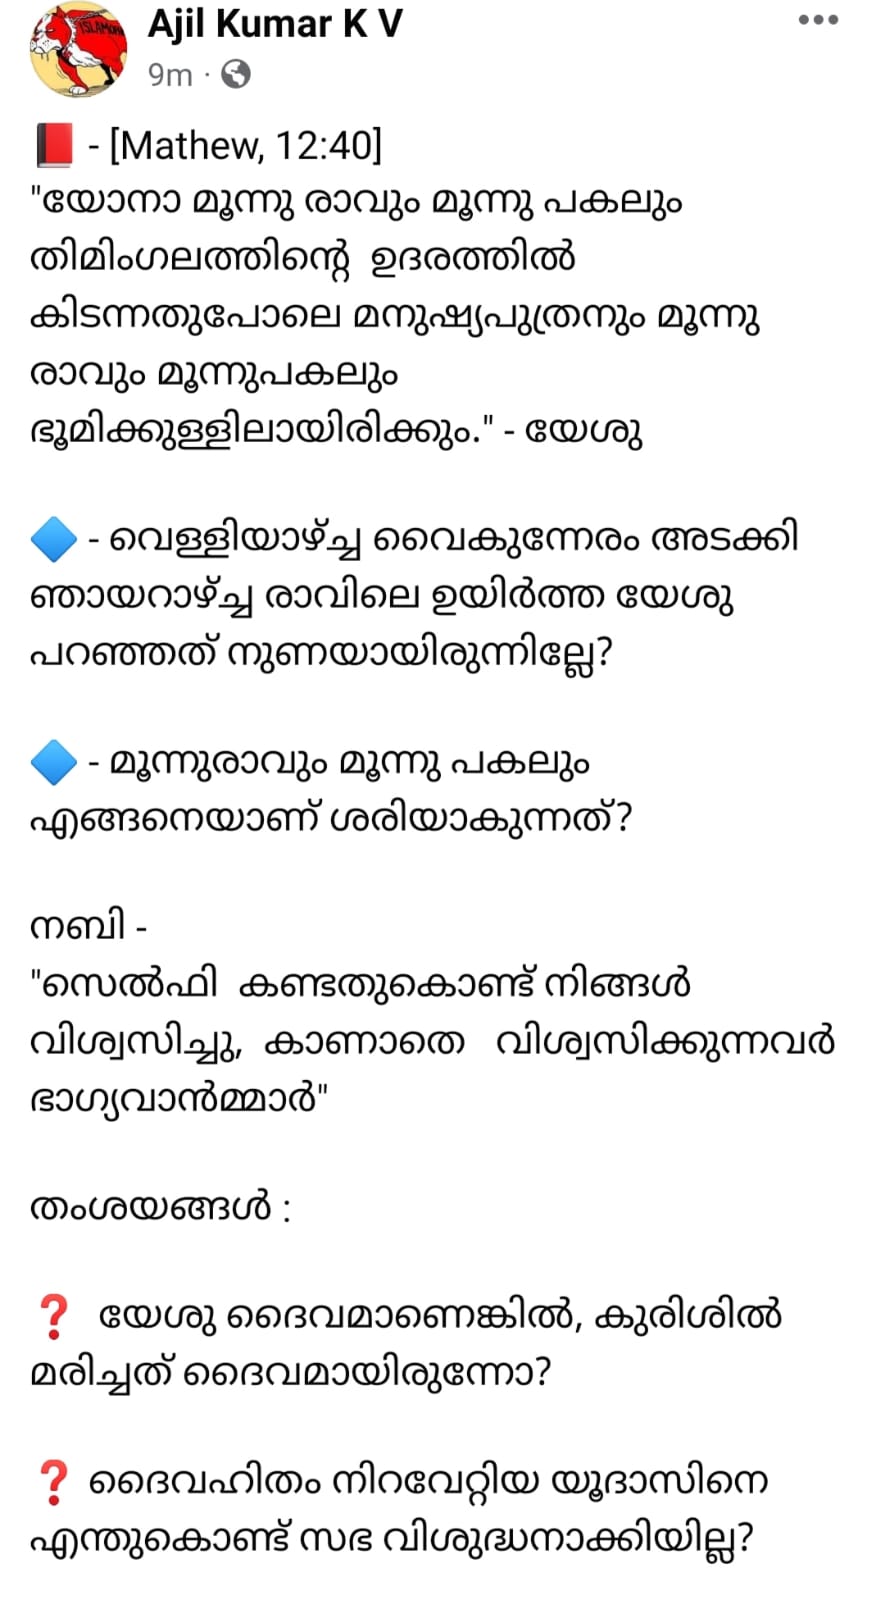 Ajil Kumar K V
9m
- [Mathew, 12:40]
"യോനാ മൂന്നു രാവും മൂന്നു പകലും
തിമിംഗലത്തിന്റെ ഉദരത്തിൽ
കിടന്നതുപോലെ മനുഷ്യപുത്രനും മൂന്നു
രാവും മൂന്നുപകലും
ഭൂമിക്കുള്ളിലായിരിക്കും." - യേശു
🔷 - വെള്ളിയാഴ്ച്ച വൈകുന്നേരം അടക്കി
ഞായറാഴ്ച്ച രാവിലെ ഉയിർത്ത യേശു
പറഞ്ഞത് നുണയായിരുന്നില്ലേ?
🔷 - മൂന്നുരാവും മൂന്നു പകലും
എങ്ങനെയാണ് ശരിയാകുന്നത്?
നബി -
"സെൽഫി കണ്ടതുകൊണ്ട് നിങ്ങൾ
വിശ്വസിച്ചു, കാണാതെ വിശ്വസിക്കുന്നവർ
ഭാഗ്യവാൻമ്മാർ"
തംശയങ്ങൾ :
❓ യേശു ദൈവമാണെങ്കിൽ, കുരിശിൽ
മരിച്ചത് ദൈവമായിരുന്നോ?
❓ ദൈവഹിതം നിറവേറ്റിയ യൂദാസിനെ
എന്തുകൊണ്ട് സഭ വിശുദ്ധനാക്കിയില്ല?